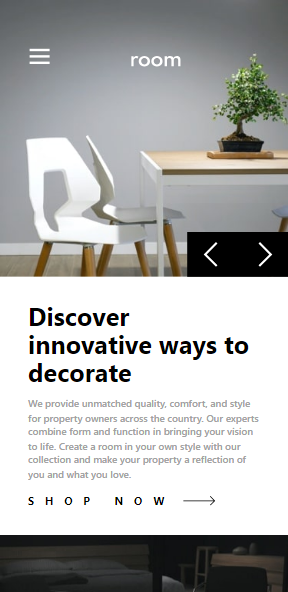 room
Discover
innovative ways to
decorate
We provide unmatched quality, comfort, and style
for property owners across the country. Our experts
combine form and function in bringing your vision
to life. Create a room in your own style with our
collection and make your property a reflection of
you and what you love.
SHOP NOW